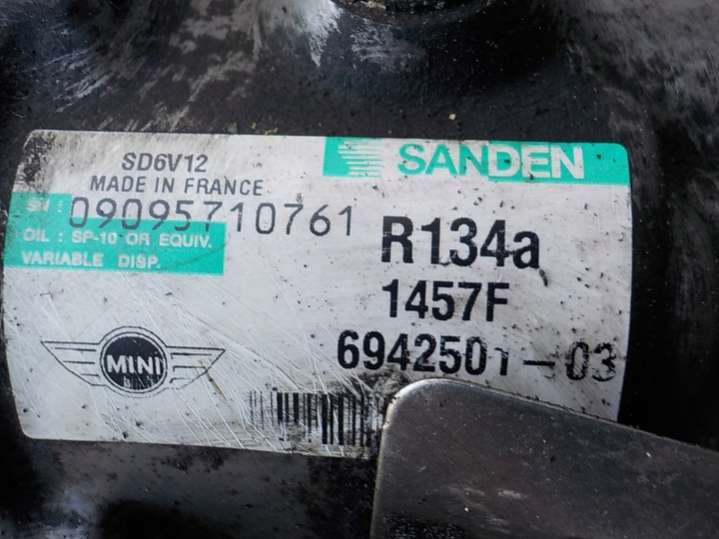 SD6V12
MADE IN FRANCE
SANDEN
SN: 09095710761
OIL : SP-10 OR EQUIV.
VARIABLE DISP.
R134a
1457F
6942501-03
MINI